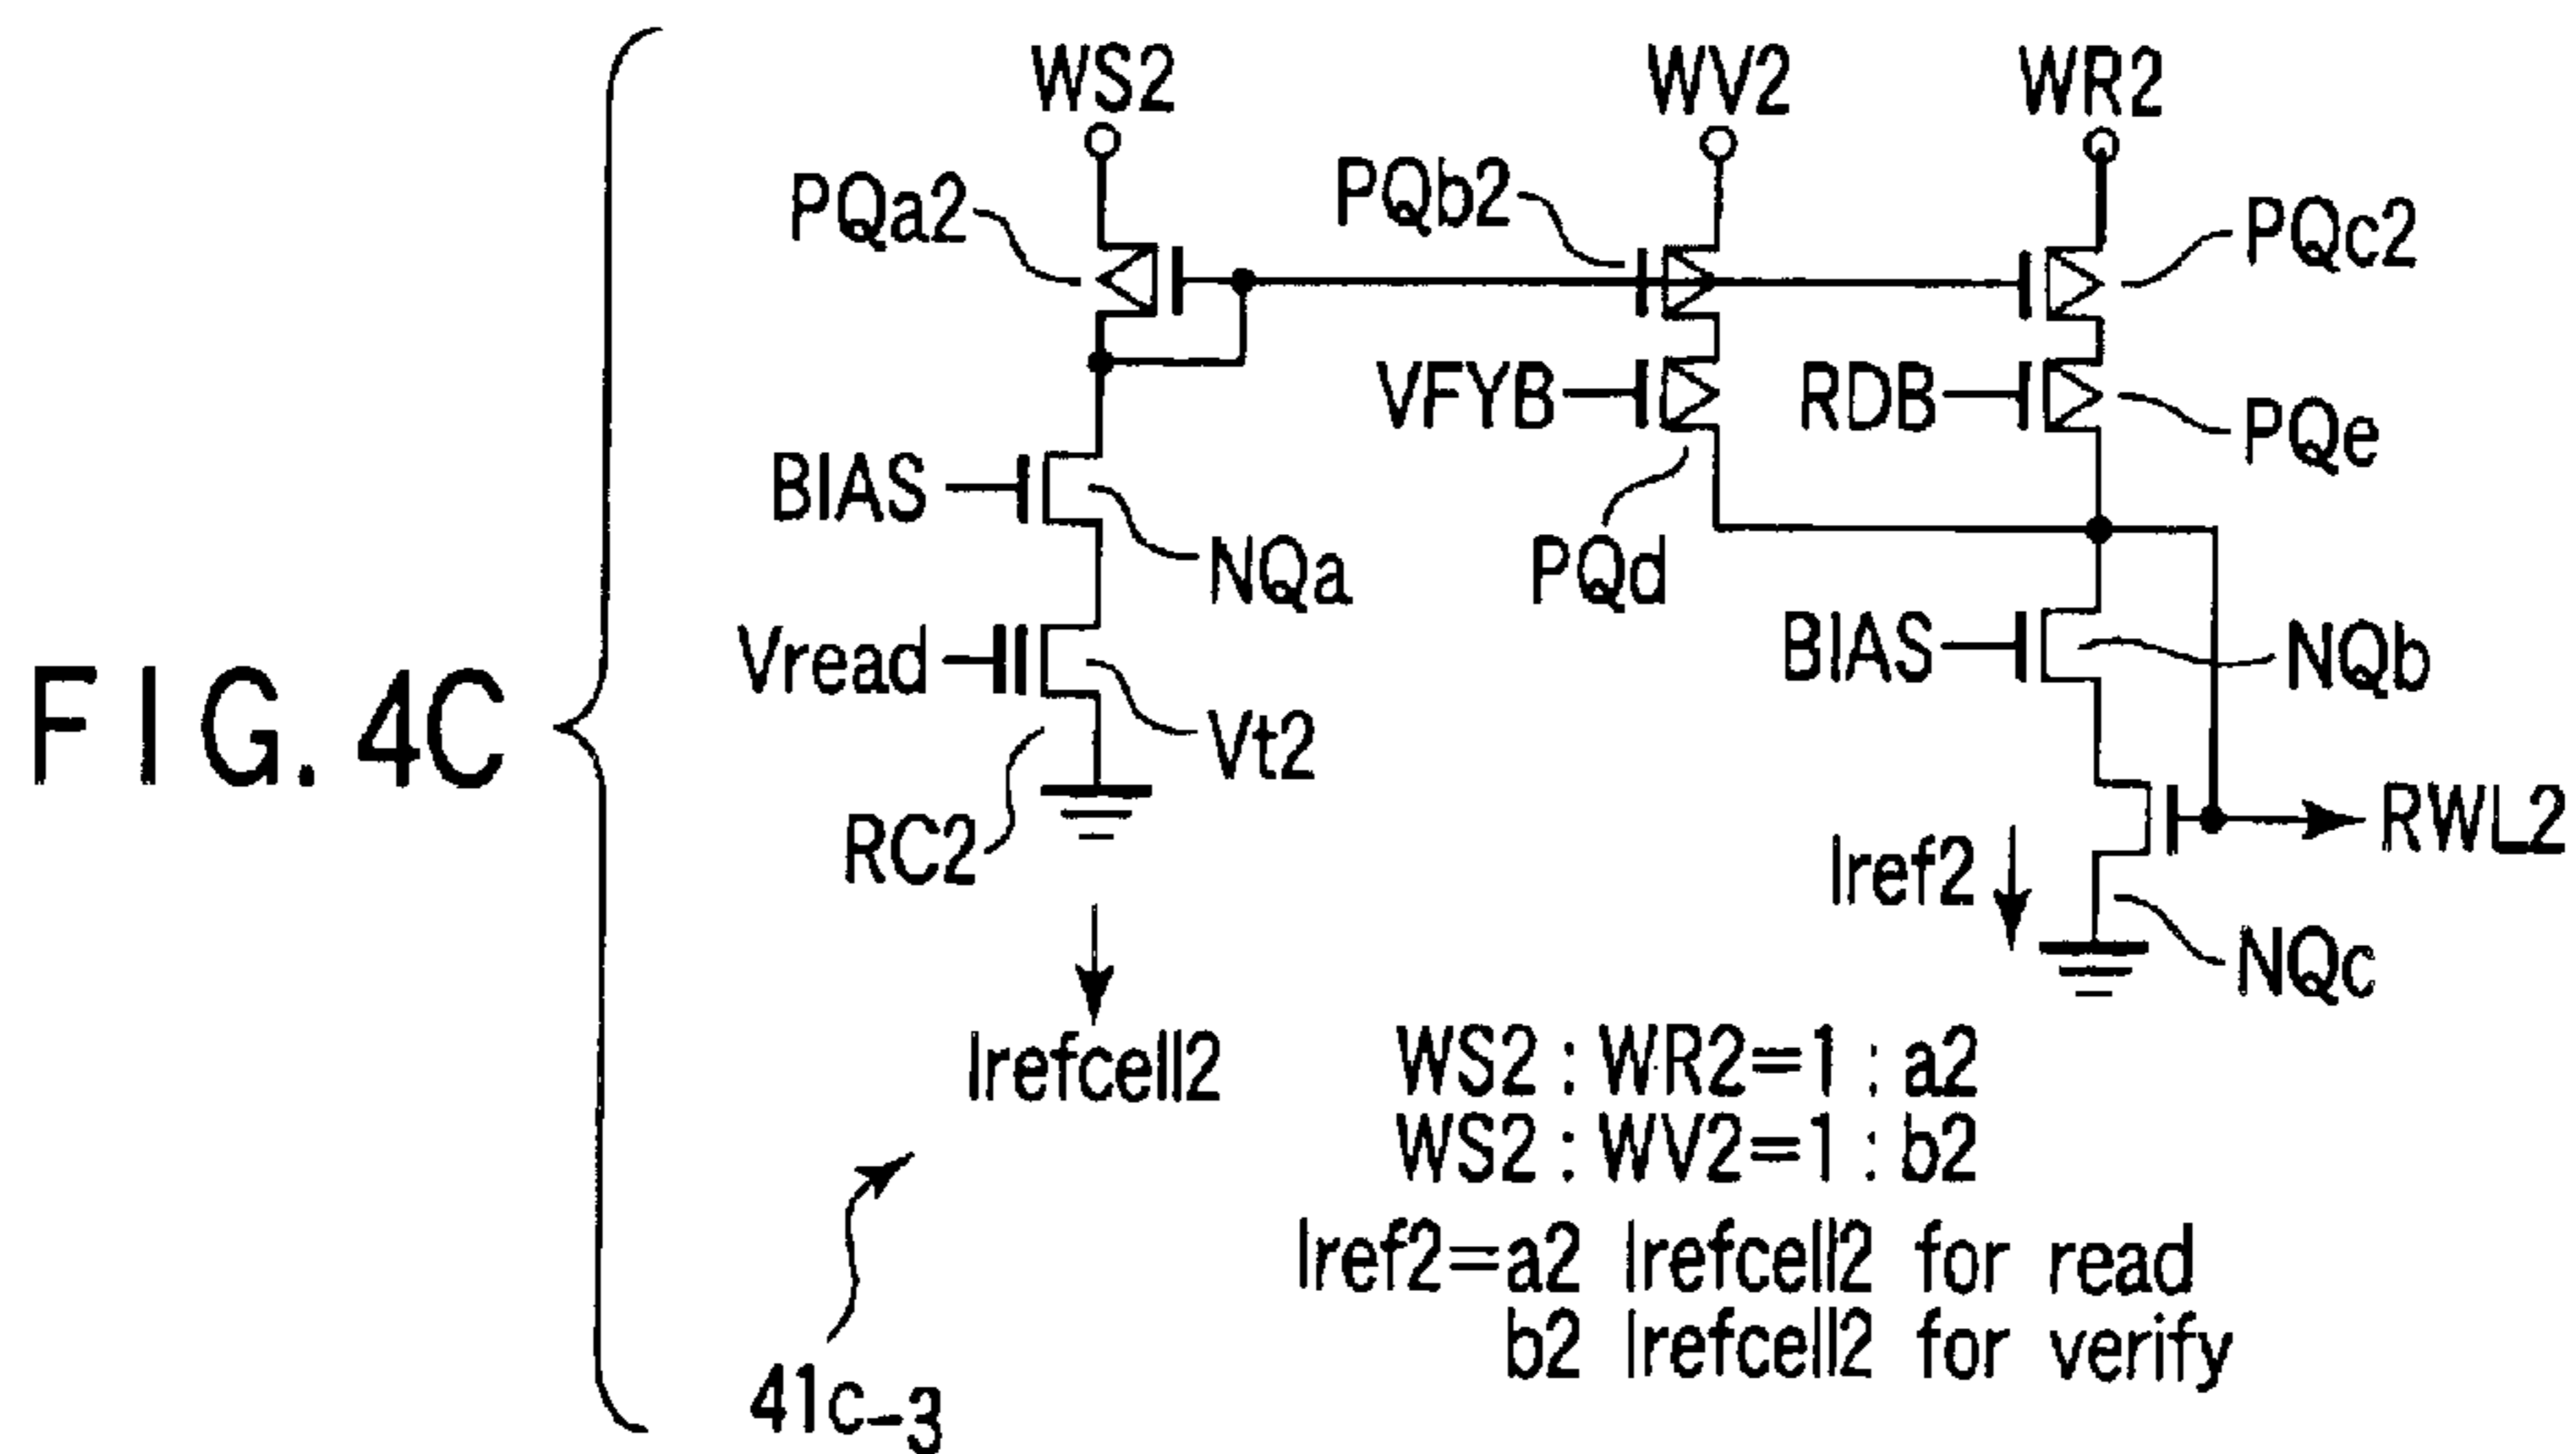 FIG. 4C
WS2
WV2
WR2
PQa2
PQb2
PQc2
VFYB
RDB
PQe
BIAS
NQa
PQd
Vread
BIAS
NQb
Vt2
RC2
RWL2
Iref2
NQc
Irefcell2
WS2 : WR2=1 : a2
WS2 : WV2=1 : b2
Iref2=a2 Irefcell2 for read
b2 Irefcell2 for verify
41c-3